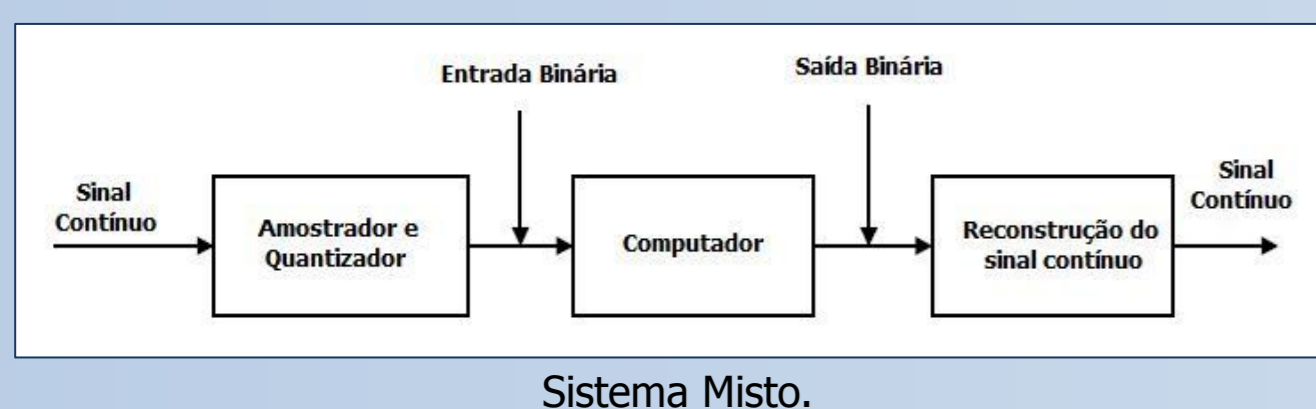 Entrada Binária
Saída Binária
Sinal
Contínuo
Amostrador e
Quantizador
Computador
Reconstrução do
sinal contínuo
Sinal
Contínuo
Sistema Misto.